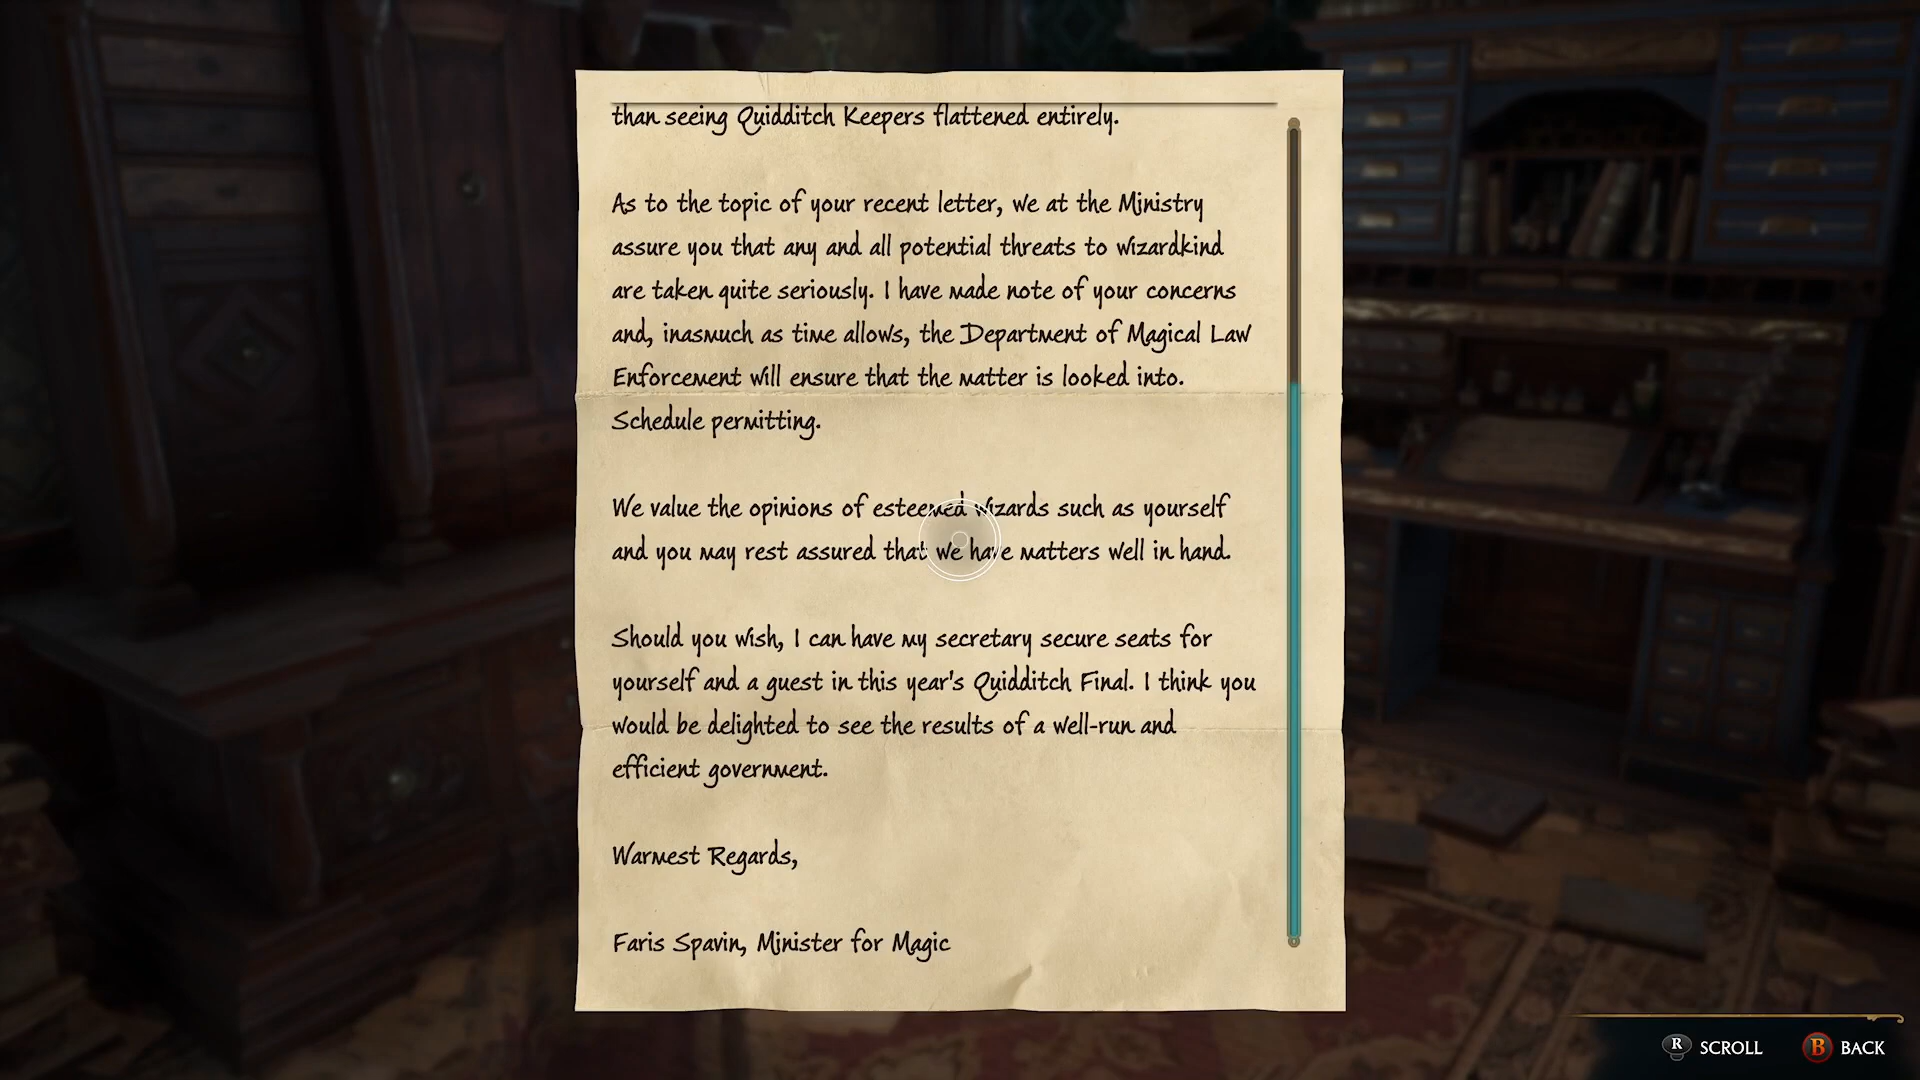 than seeing Quidditch Keepers flattened entirely.
As to the topic of your recent letter, we at the Ministry
assure you that any and all potential threats to wizardkind
are taken quite seriously. I have made note of your concerns
and, inasmuch as time allows, the Department of Magical Law
Enforcement will ensure that the matter is looked into.
Schedule permitting.
We value the opinions of esteemed wizards such as yourself
and you may rest assured that we have matters well in hand.
Should you wish, I can have my secretary secure seats for
yourself and a guest in this year's Quidditch Final. I think you
would be delighted to see the results of a well-run and
efficient government.
Warmest Regards,
Faris Spavin, Minister for Magic
R SCROLL B BACK